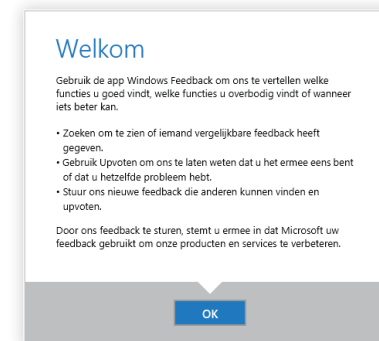 Welkom
Gebruik de app Windows Feedback om ons te vertellen welke
functies u goed vindt, welke functies u overbodig vindt of wanneer
iets beter kan.
• Zoeken om te zien of iemand vergelijkbare feedback heeft
gegeven.
• Gebruik Upvoten om ons te laten weten dat u het ermee eens bent
of dat u hetzelfde probleem hebt.
• Stuur ons nieuwe feedback die anderen kunnen vinden en
upvoten.
Door ons feedback te sturen, stemt u ermee in dat Microsoft uw
feedback gebruikt om onze producten en services te verbeteren.
OK